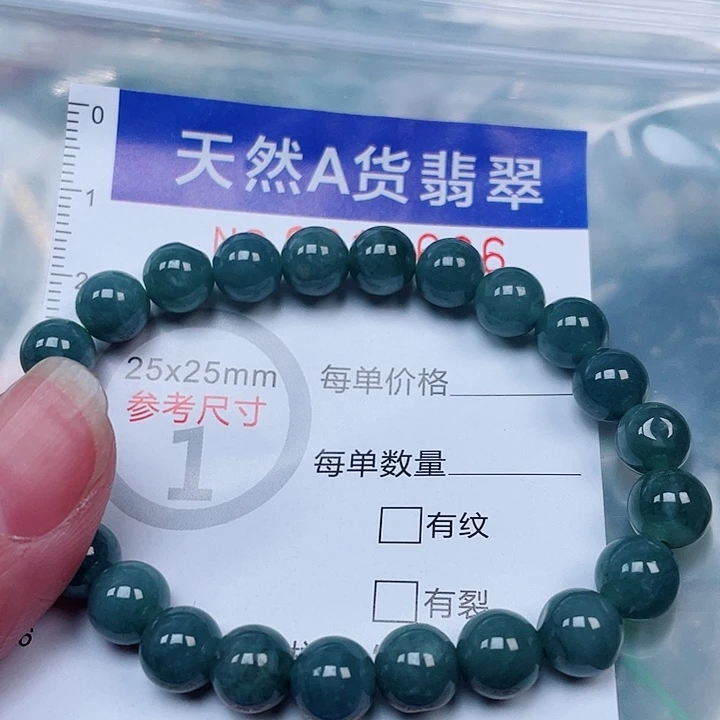 0
天然A货翡翠
1
2
25x25mm
每单价格
参考尺寸
1
每单数量
有纹
有裂